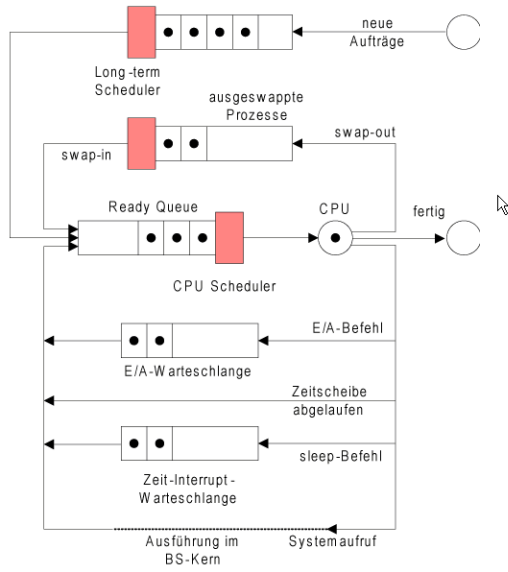 neue
Aufträge
Long-term
Scheduler
ausgeswappte
Prozesse
swap-out
swap-in
Ready Queue
CPU
fertig
CPU Scheduler
E/A-Befehl
E/A-Warteschlange
Zeitscheibe
abgelaufen
sleep-Befehl
Zeit-Interrupt-
Warteschlange
Ausführung im
BS-Kern
Systemaufruf